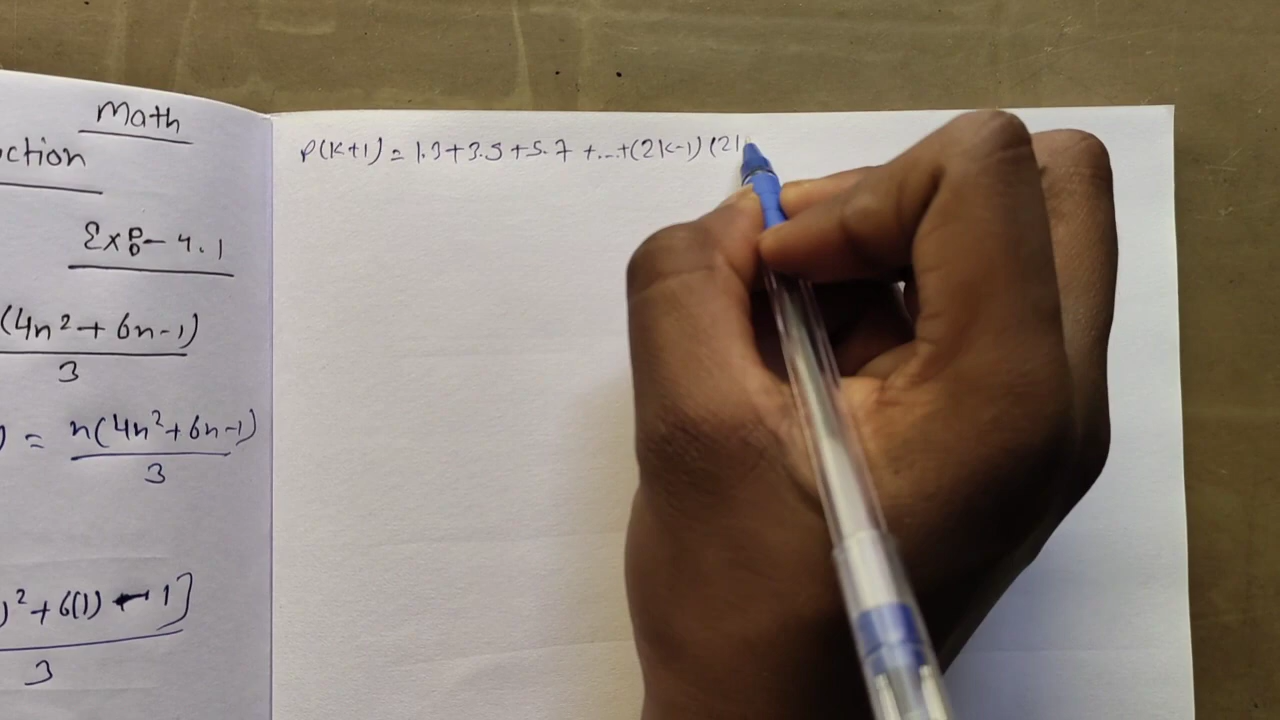 Math
ction
Exp:- 4.1
(4n²+6n-1)
3
) = n(4n²+6n-1)
3
)²+6(1) - 1]
3
P(K+1) = 1.3+3.5+5.7 +...+(2K-1) (2